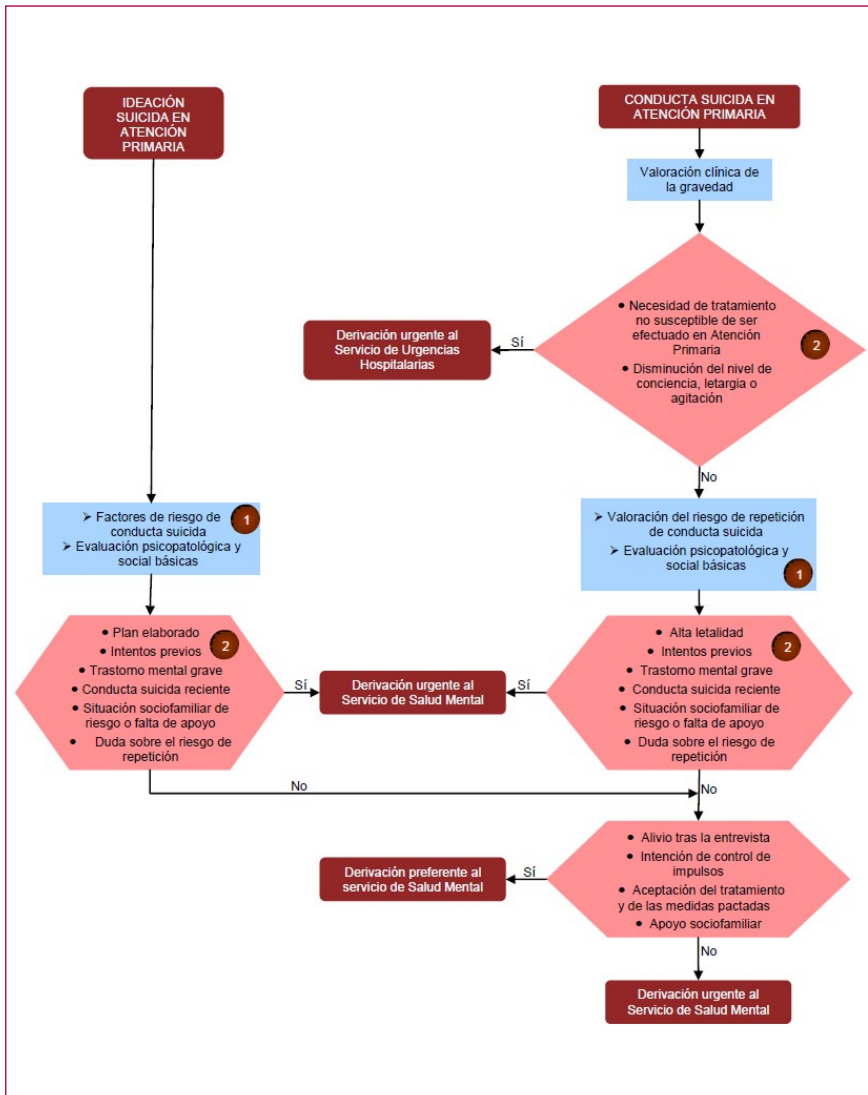 IDEACIÓN
SUICIDA EN
ATENCIÓN
PRIMARIA
CONDUCTA SUICIDA EN
ATENCIÓN PRIMARIA
Valoración clínica de
la gravedad
● Necesidad de tratamiento
no susceptible de ser
efectuado en Atención
Primaria
● Disminución del nivel de
conciencia, letargia o
agitación
2
Sí
Derivación urgente al
Servicio de Urgencias
Hospitalarias
No
➢ Factores de riesgo de
conducta suicida
➢ Evaluación psicopatológica y
social básicas
1
➢ Valoración del riesgo de repetición
de conducta suicida
➢ Evaluación psicopatológica y
social básicas
1
● Plan elaborado
● Intentos previos
● Trastorno mental grave
● Conducta suicida reciente
● Situación sociofamiliar de
riesgo o falta de apoyo
● Duda sobre el riesgo de
repetición
2
Sí
Derivación urgente al
Servicio de Salud Mental
Sí
● Alta letalidad
● Intentos previos
● Trastorno mental grave
● Conducta suicida reciente
● Situación sociofamiliar de
riesgo o falta de apoyo
● Duda sobre el riesgo de
repetición
2
No
No
● Alivio tras la entrevista
● Intención de control de
impulsos
● Aceptación del tratamiento
y de las medidas pactadas
● Apoyo sociofamiliar
Sí
Derivación preferente al
servicio de Salud Mental
No
Derivación urgente al
Servicio de Salud Mental